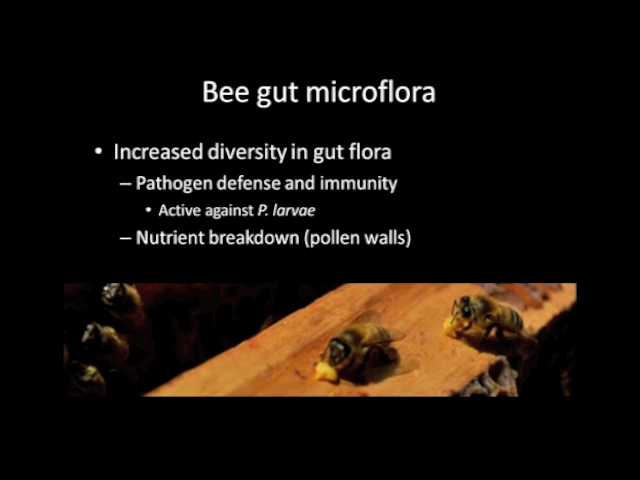 Bee gut microflora
• Increased diversity in gut flora
– Pathogen defense and immunity
• Active against P. larvae
– Nutrient breakdown (pollen walls)